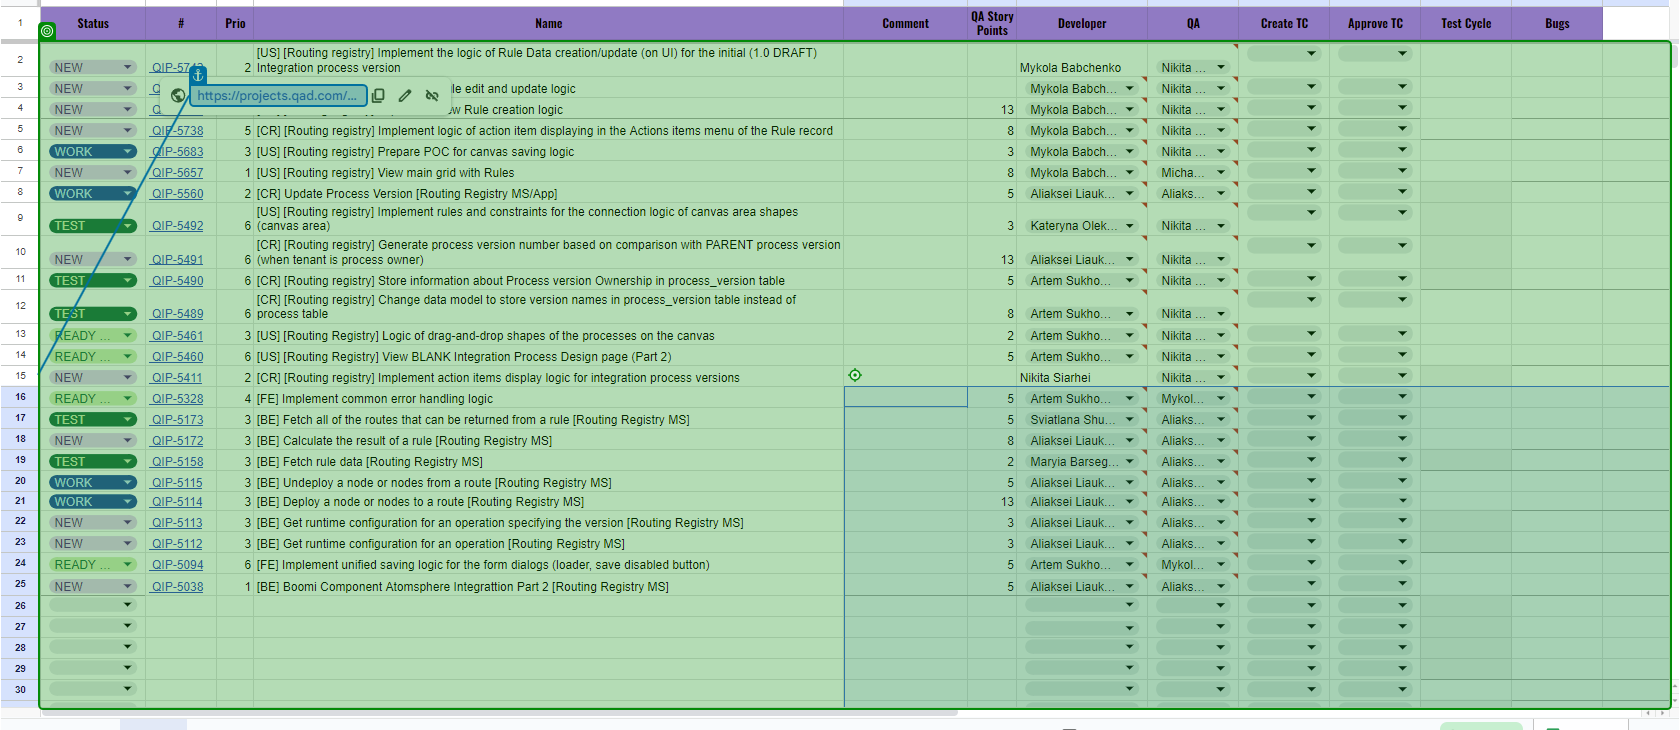 1 Status # Prio Name Comment QA Story Points Developer QA Create TC Approve TC Test Cycle Bugs
[US] [Routing registry] Implement the logic of Rule Data creation/update (on UI) for the initial (1.0 DRAFT)
2 NEW 2 Integration process version Mykola Babchenko Nikita ...
3 NEW le edit and update logic Mykola Babch... Nikita ...
https://projects.qad.com/...
4 NEW Rule creation logic 13 Mykola Babch... Nikita ...
5 NEW QIP-5738 5 [CR] [Routing registry] Implement logic of action item displaying in the Actions items menu of the Rule record 8 Mykola Babch... Nikita ...
6 WORK QIP-5683 3 [US] [Routing registry] Prepare POC for canvas saving logic 3 Mykola Babch... Nikita ...
7 NEW QIP-5657 1 [US] [Routing registry] View main grid with Rules 8 Mykola Babch... Micha...
8 WORK QIP-5560 2 [CR] Update Process Version [Routing Registry MS/App] 5 Aliaksei Liauk... Aliaks...
[US] [Routing registry] Implement rules and constraints for the connection logic of canvas area shapes
9 TEST QIP-5492 6 (canvas area) 3 Kateryna Olek... Nikita ...
[CR] [Routing registry] Generate process version number based on comparison with PARENT process version
10 NEW QIP-5491 6 (when tenant is process owner) 13 Aliaksei Liauk... Nikita ...
11 TEST QIP-5490 6 [CR] [Routing registry] Store information about Process version Ownership in process_version table 5 Artem Sukho... Nikita ...
[CR] [Routing registry] Change data model to store version names in process_version table instead of
12 TEST QIP-5489 6 process table 8 Artem Sukho... Nikita ...
13 READY ... QIP-5461 3 [US] [Routing Registry] Logic of drag-and-drop shapes of the processes on the canvas 2 Artem Sukho... Nikita ...
14 READY ... QIP-5460 6 [US] [Routing Registry] View BLANK Integration Process Design page (Part 2) 5 Artem Sukho... Nikita ...
15 NEW QIP-5411 2 [CR] [Routing registry] Implement action items display logic for integration process versions Nikita Siarhei Nikita ...
16 READY ... QIP-5328 4 [FE] Implement common error handling logic 5 Artem Sukho... Mykol...
17 TEST QIP-5173 3 [BE] Fetch all of the routes that can be returned from a rule [Routing Registry MS] 5 Sviatlana Shu... Aliaks...
18 NEW QIP-5172 3 [BE] Calculate the result of a rule [Routing Registry MS] 8 Aliaksei Liauk... Aliaks...
19 TEST QIP-5158 3 [BE] Fetch rule data [Routing Registry MS] 2 Maryia Barseg... Aliaks...
20 WORK QIP-5115 3 [BE] Undeploy a node or nodes from a route [Routing Registry MS] 5 Aliaksei Liauk... Aliaks...
21 WORK QIP-5114 3 [BE] Deploy a node or nodes to a route [Routing Registry MS] 13 Aliaksei Liauk... Aliaks...
22 NEW QIP-5113 3 [BE] Get runtime configuration for an operation specifying the version [Routing Registry MS] 3 Aliaksei Liauk... Aliaks...
23 NEW QIP-5112 3 [BE] Get runtime configuration for an operation [Routing Registry MS] 3 Aliaksei Liauk... Aliaks...
24 READY ... QIP-5094 6 [FE] Implement unified saving logic for the form dialogs (loader, save disabled button) 5 Artem Sukho... Mykol...
25 NEW QIP-5038 1 [BE] Boomi Component Atomsphere Integrattion Part 2 [Routing Registry MS] 5 Aliaksei Liauk... Aliaks...
26
27
28
29
30